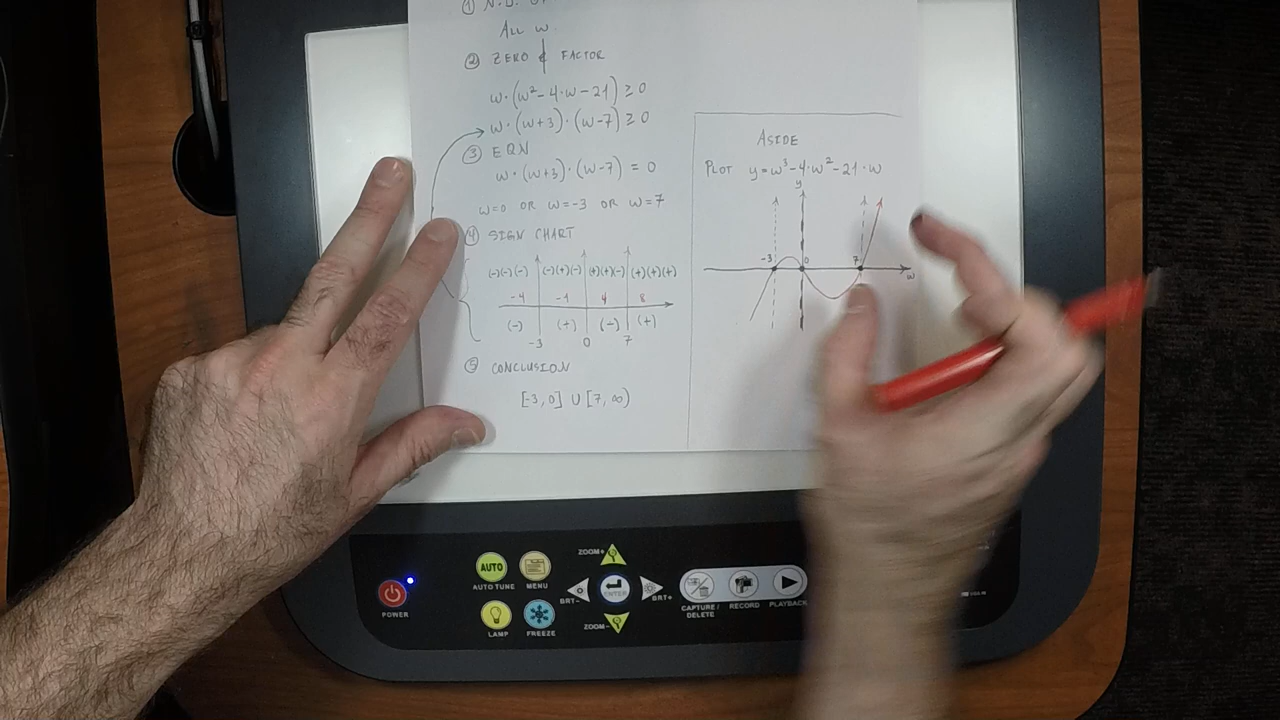 ① N.D. OF
ALL w
② ZERO & FACTOR
w·(w²-4·w-21) ≥ 0
w·(w+3)·(w-7) ≥ 0
③ EQN
w·(w+3)·(w-7) = 0
w=0 OR w=-3 OR w=7
④ SIGN CHART
(-)(-)(-) (-)(+)(-) (+)(+)(-) (+)(+)(+)
-4 -1 4 8
(-) (+) (-) (+)
-3 0 7
⑤ CONCLUSION
[-3,0] ∪ [7,∞)
ASIDE
PLOT y=w³-4·w²-21·w
y
-3 0 7
w
POWER
AUTO
AUTO TUNE
MENU
LAMP
FREEZE
ZOOM+
BRT-
ENTER
BRT+
ZOOM-
CAPTURE /
DELETE
RECORD
PLAYBACK